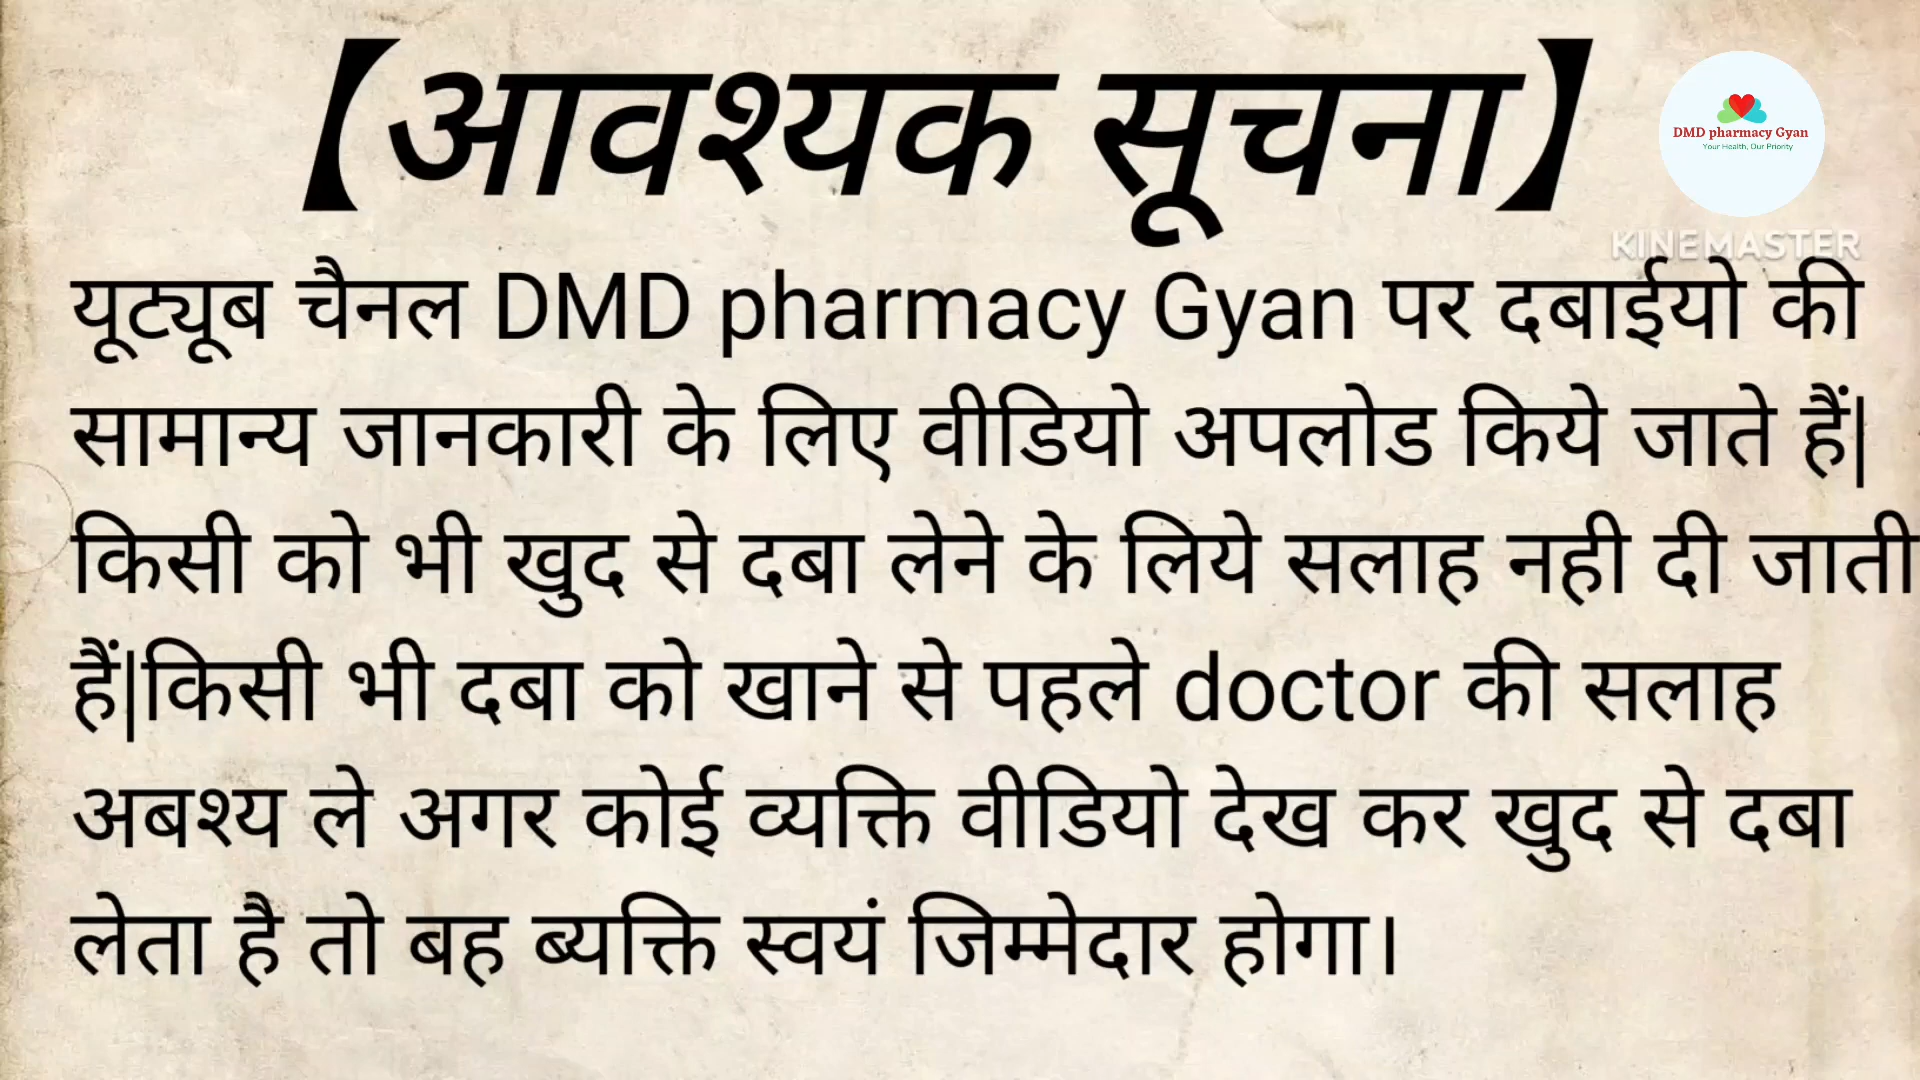 【आवश्यक सूचना】
DMD pharmacy Gyan
Your Health, Our Priority
KINEMASTER
यूट्यूब चैनल DMD pharmacy Gyan पर दबाईयो की
सामान्य जानकारी के लिए वीडियो अपलोड किये जाते हैं|
किसी को भी खुद से दबा लेने के लिये सलाह नही दी जाती
हैं|किसी भी दबा को खाने से पहले doctor की सलाह
अबश्य ले अगर कोई व्यक्ति वीडियो देख कर खुद से दबा
लेता है तो बह ब्यक्ति स्वयं जिम्मेदार होगा।